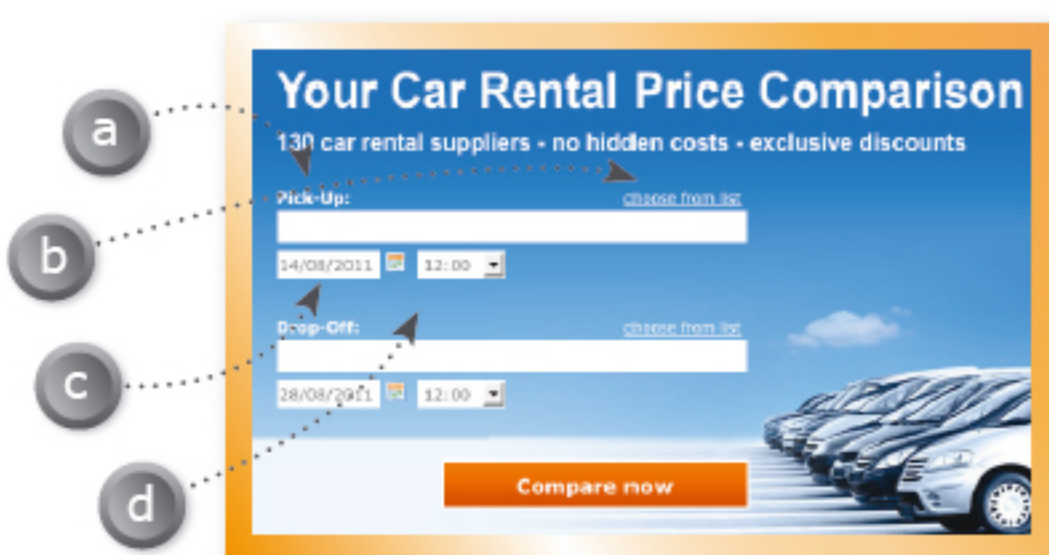 Your Car Rental Price Comparison
130 car rental suppliers - no hidden costs - exclusive discounts
a
Pick-Up: choose from list
b
14/08/2011 12:00
Drop-Off: choose from list
c
28/08/2011 12:00
Compare now
d